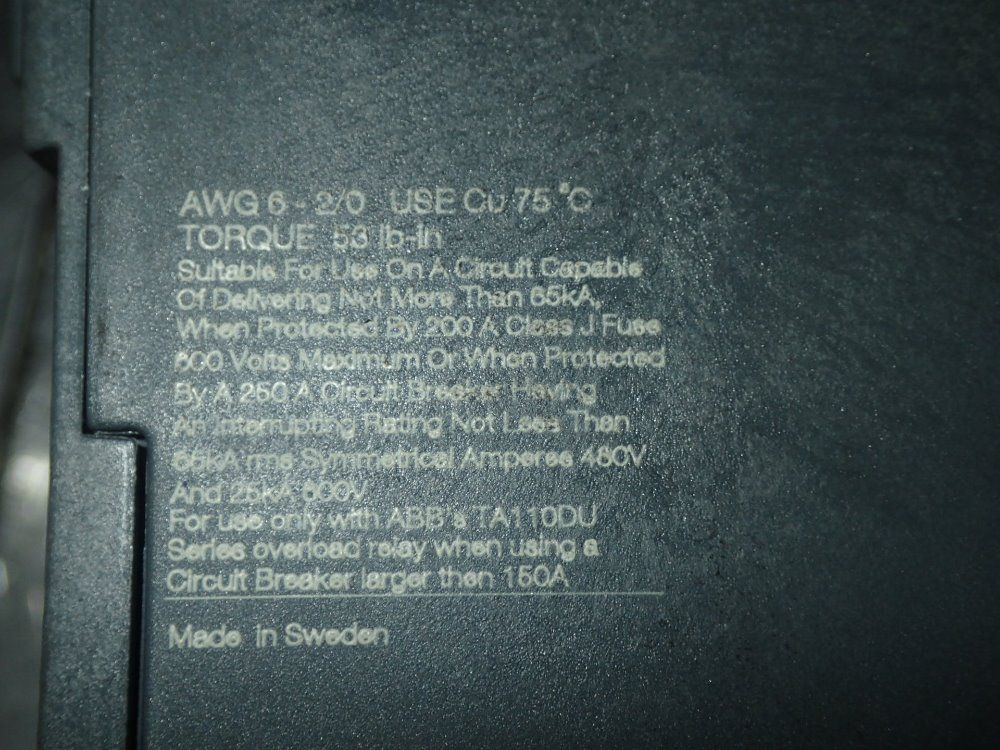 AWG 6 - 2/0 USE Cu 75 °C
TORQUE 53 lb-in
Suitable For Use On A Circuit Capable
Of Delivering Not More Than 65kA,
When Protected By 200 A Class J Fuse
600 Volts Maximum Or When Protected
By A 250 A Circuit Breaker Having
An Interrupting Rating Not Less Than
65kA rms Symmetrical Amperes 480V
And 25kA 600V
For use only with ABB's TA110DU
Series overload relay when using a
Circuit Breaker larger then 150A
Made in Sweden